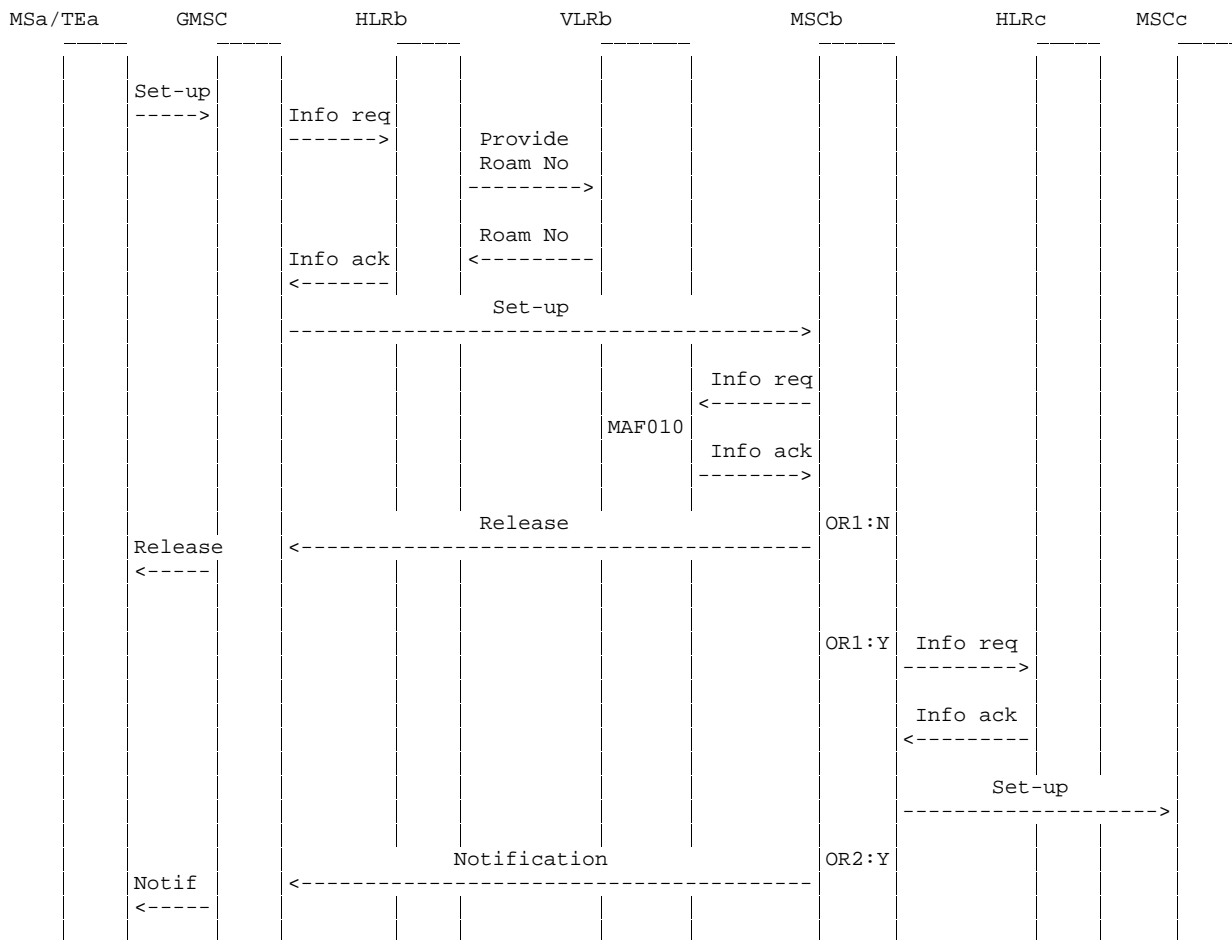 MSa/TEa GMSC HLRb VLRb MSCb HLRc MSCc
Set-up
-----> Info req
-------> Provide
Roam No
--------->
Roam No
Info ack <---------
<-------
Set-up
---------------------------------------->
Info req
<--------
MAF010
Info ack
-------->
Release OR1:N
Release <----------------------------------------
<-----
OR1:Y Info req
--------->
Info ack
<---------
Set-up
-------------------->
Notification OR2:Y
Notif <----------------------------------------
<-----